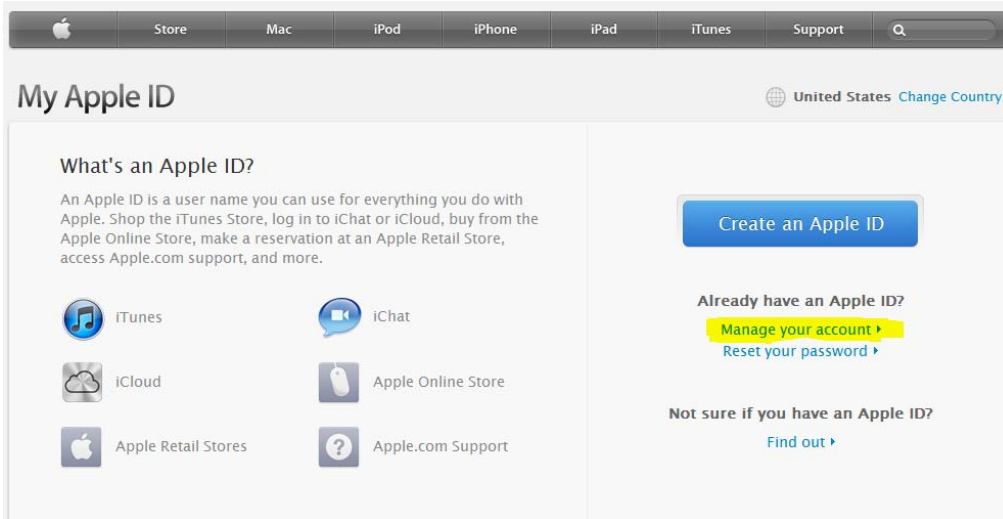 Store Mac iPod iPhone iPad iTunes Support
My Apple ID
United States Change Country
What's an Apple ID?
An Apple ID is a user name you can use for everything you do with
Apple. Shop the iTunes Store, log in to iChat or iCloud, buy from the
Apple Online Store, make a reservation at an Apple Retail Store,
access Apple.com support, and more.
iTunes
iChat
iCloud
Apple Online Store
Apple Retail Stores
Apple.com Support
Create an Apple ID
Already have an Apple ID?
Manage your account
Reset your password
Not sure if you have an Apple ID?
Find out